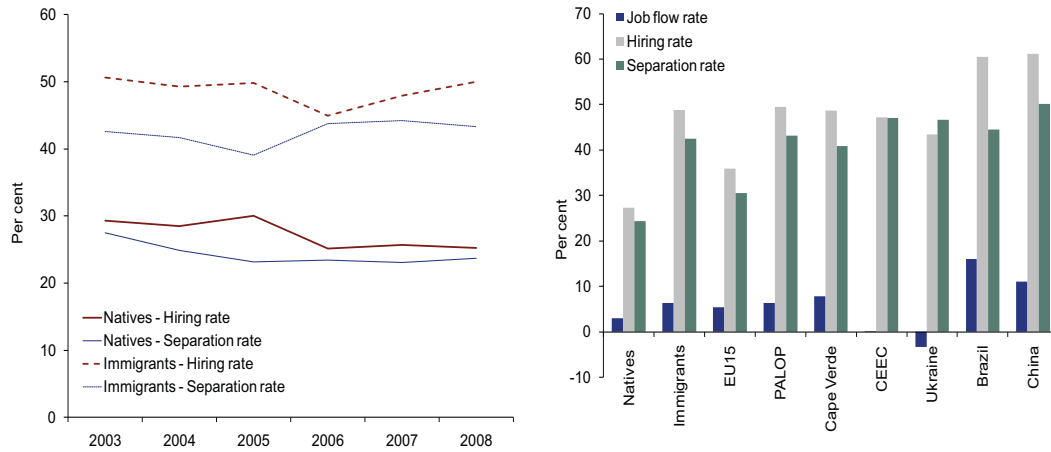 60
50
40
30
20
10
0
Per cent
Natives - Hiring rate
Natives - Separation rate
Immigrants - Hiring rate
Immigrants - Separation rate
2003 2004 2005 2006 2007 2008
70
60
50
40
30
20
10
0
-10
Per cent
Job flow rate
Hiring rate
Separation rate
Natives
Immigrants
EU15
PALOP
Cape Verde
CEEC
Ukraine
Brazil
China